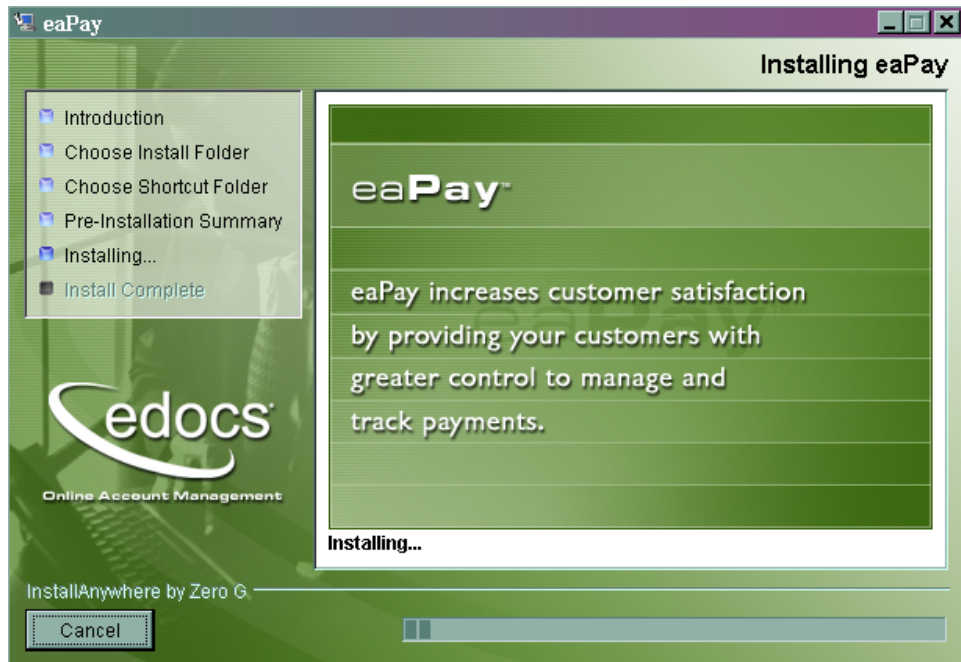 eaPay
Installing eaPay
Introduction
Choose Install Folder
Choose Shortcut Folder
Pre-Installation Summary
Installing...
Install Complete
eaPay™
eaPay increases customer satisfaction
by providing your customers with
greater control to manage and
track payments.
edocs
Online Account Management
Installing...
InstallAnywhere by Zero G
Cancel